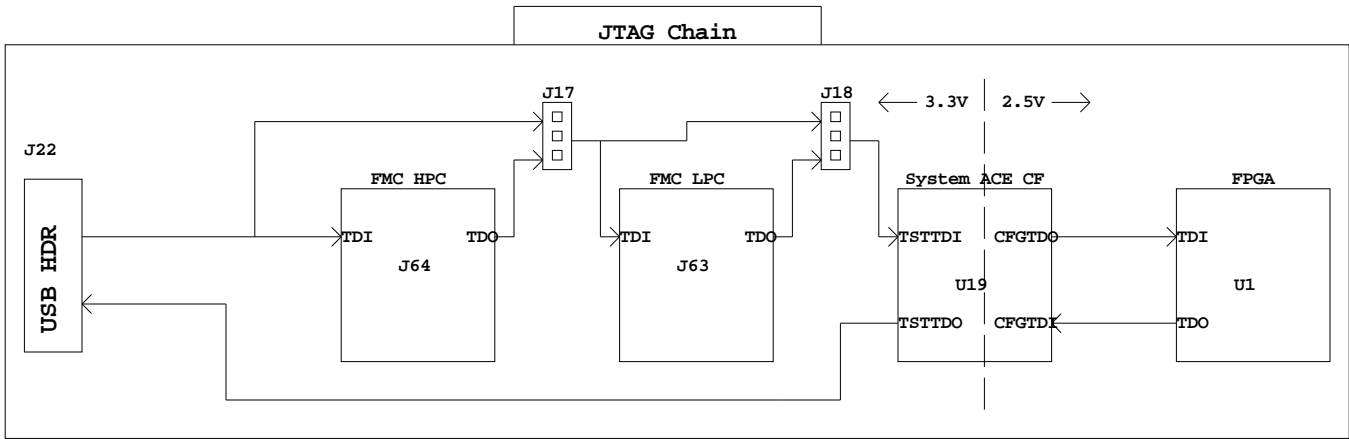 JTAG Chain
J17
J18
3.3V
2.5V
J22
FMC HPC
FMC LPC
System ACE CF
FPGA
USB HDR
TDI
TDO
TDI
TDO
TSTTDI
CFGTDO
TDI
J64
J63
U19
U1
TSTTDO
CFGTDI
TDO